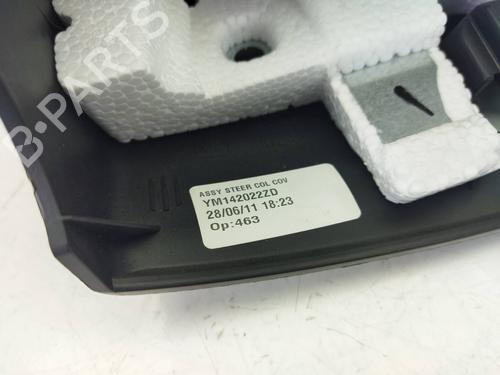 B-PARTS
ASSY STEER COL COV
YM142022ZD
28/06/11 18:23
Op:463